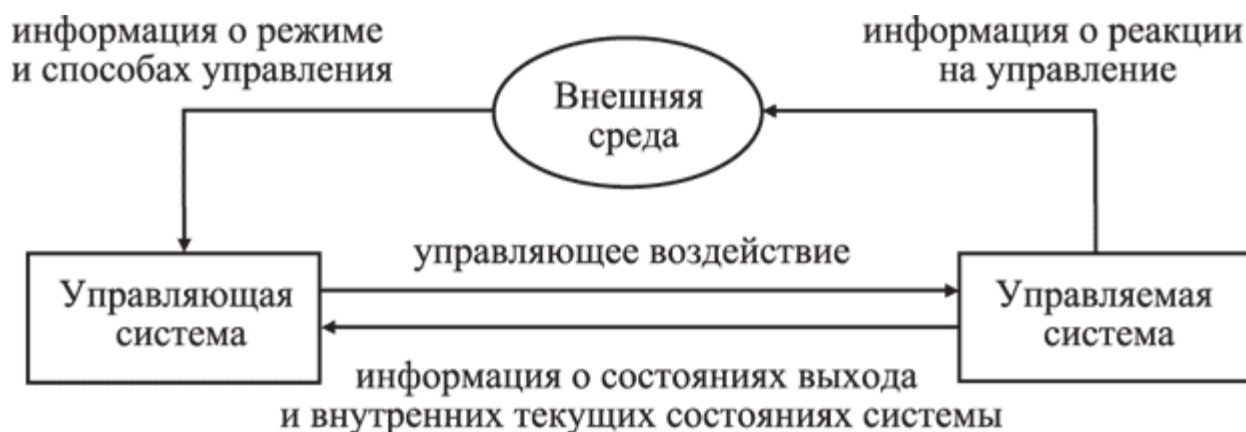 информация о режиме
и способах управления
информация о реакции
на управление
Внешняя
среда
управляющее воздействие
Управляющая
система
Управляемая
система
информация о состояниях выхода
и внутренних текущих состояниях системы